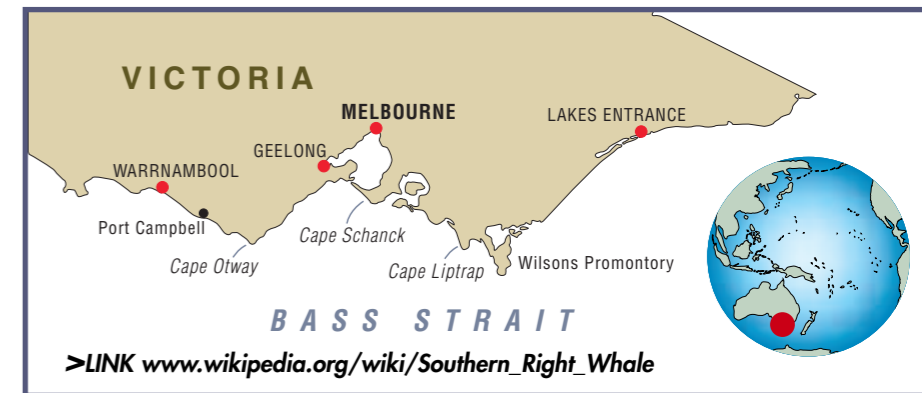 VICTORIA
MELBOURNE
LAKES ENTRANCE
GEELONG
WARRNAMBOOL
Port Campbell
Cape Schanck
Cape Otway
Cape Liptrap
Wilsons Promontory
BASS STRAIT
>LINK www.wikipedia.org/wiki/Southern_Right_Whale